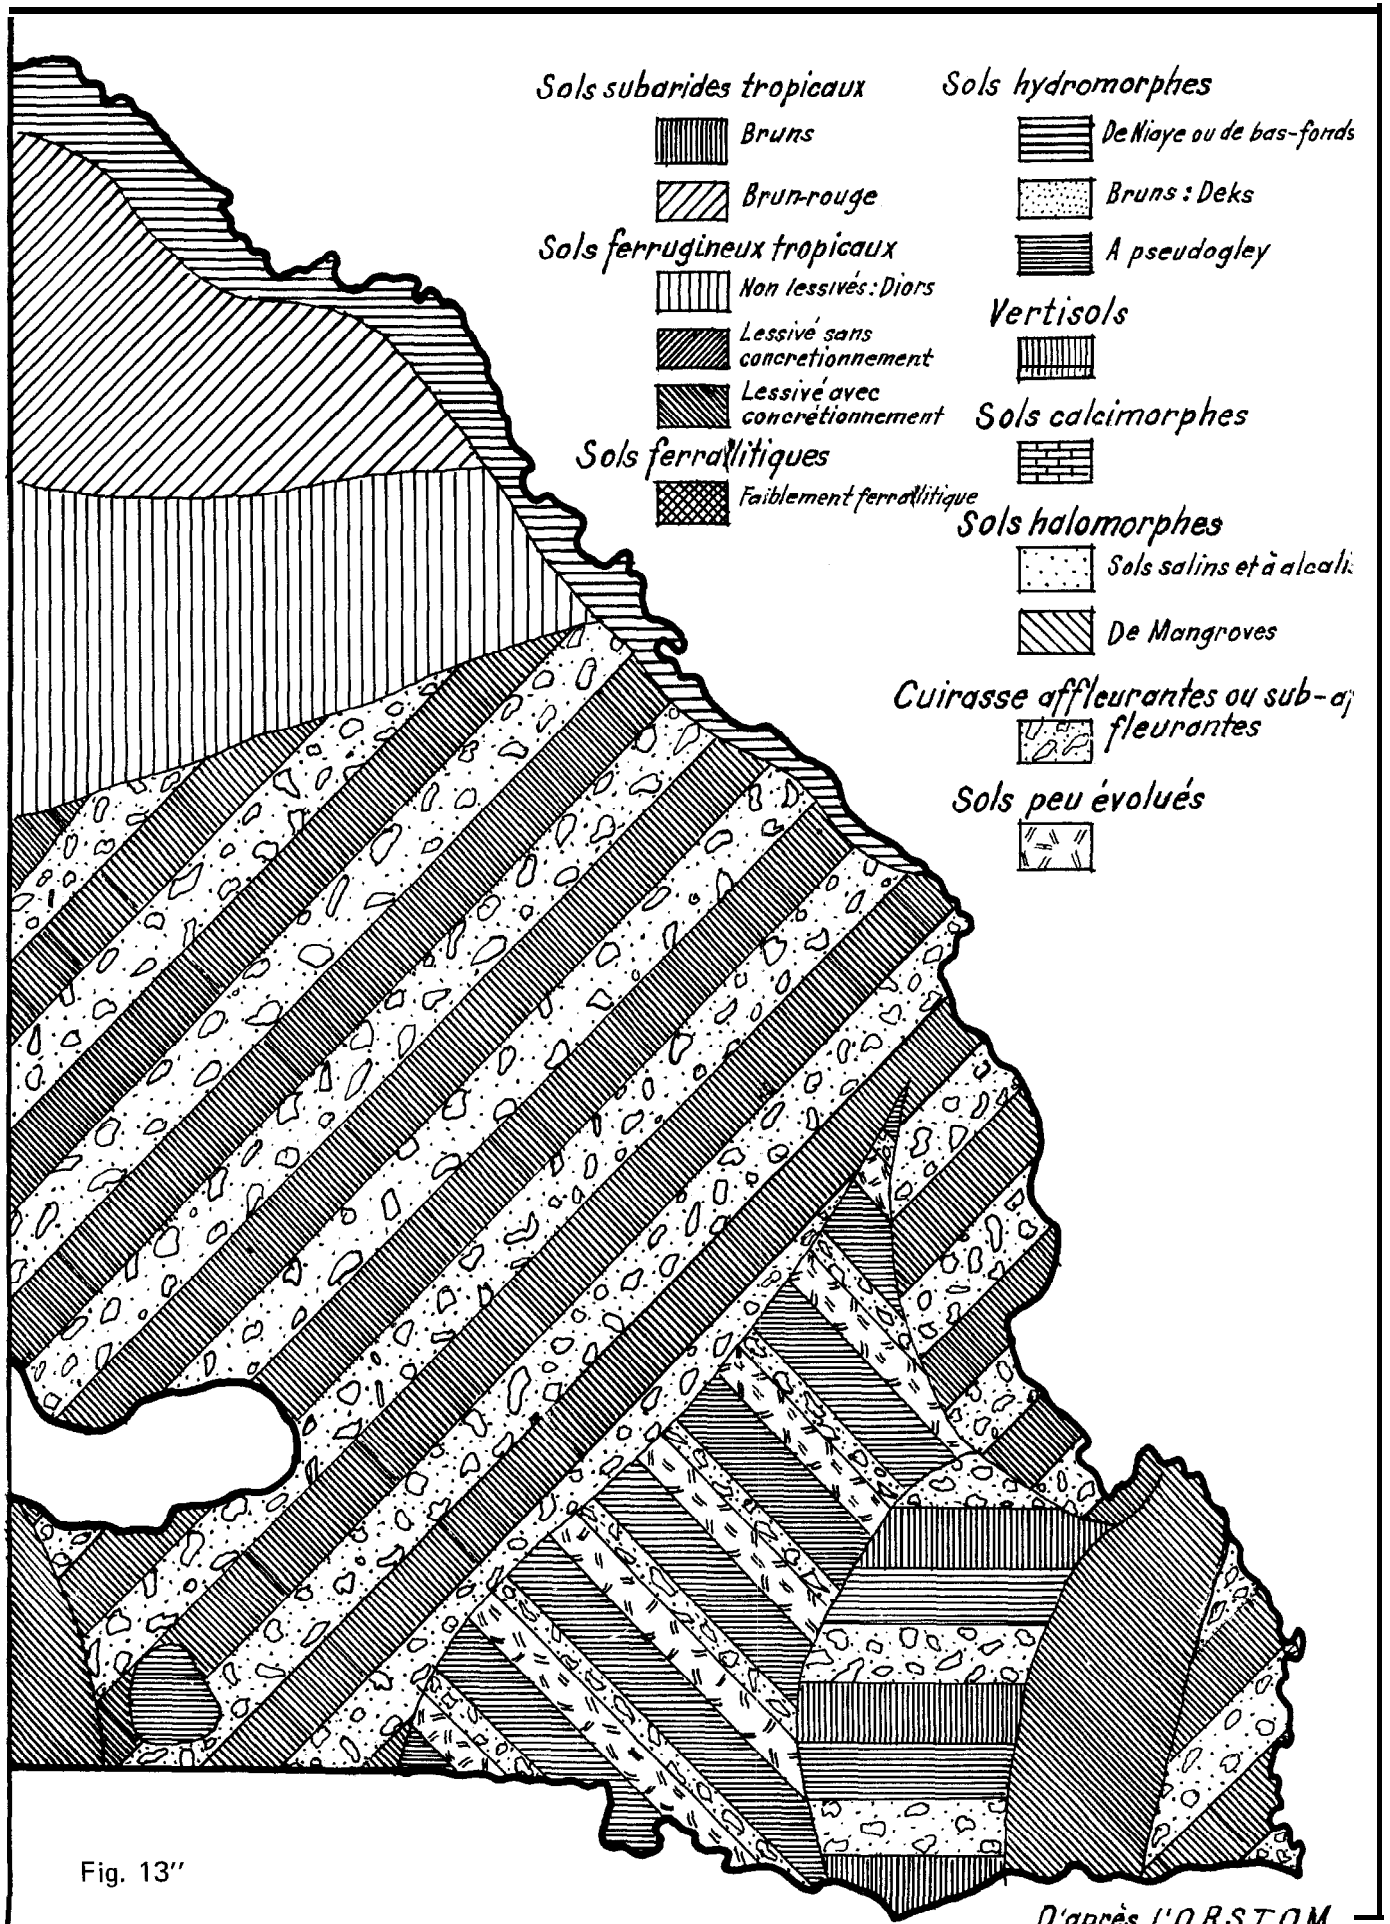 Sols subarides tropicaux
Bruns
Brun-rouge
Sols ferrugineux tropicaux
Non lessivés: Diors
Lessivé sans
concretionnement
Lessivé avec
concrétionnement
Sols ferrallitiques
Faiblement ferrallitique
Sols hydromorphes
De Niaye ou de bas-fonds
Bruns: Deks
A pseudogley
Vertisols
Sols calcimorphes
Sols halomorphes
Sols salins et à alcali
De Mangroves
Cuirasse affleurantes ou sub-af
fleurantes
Sols peu évolués
Fig. 13''
D'après l'ORSTOM